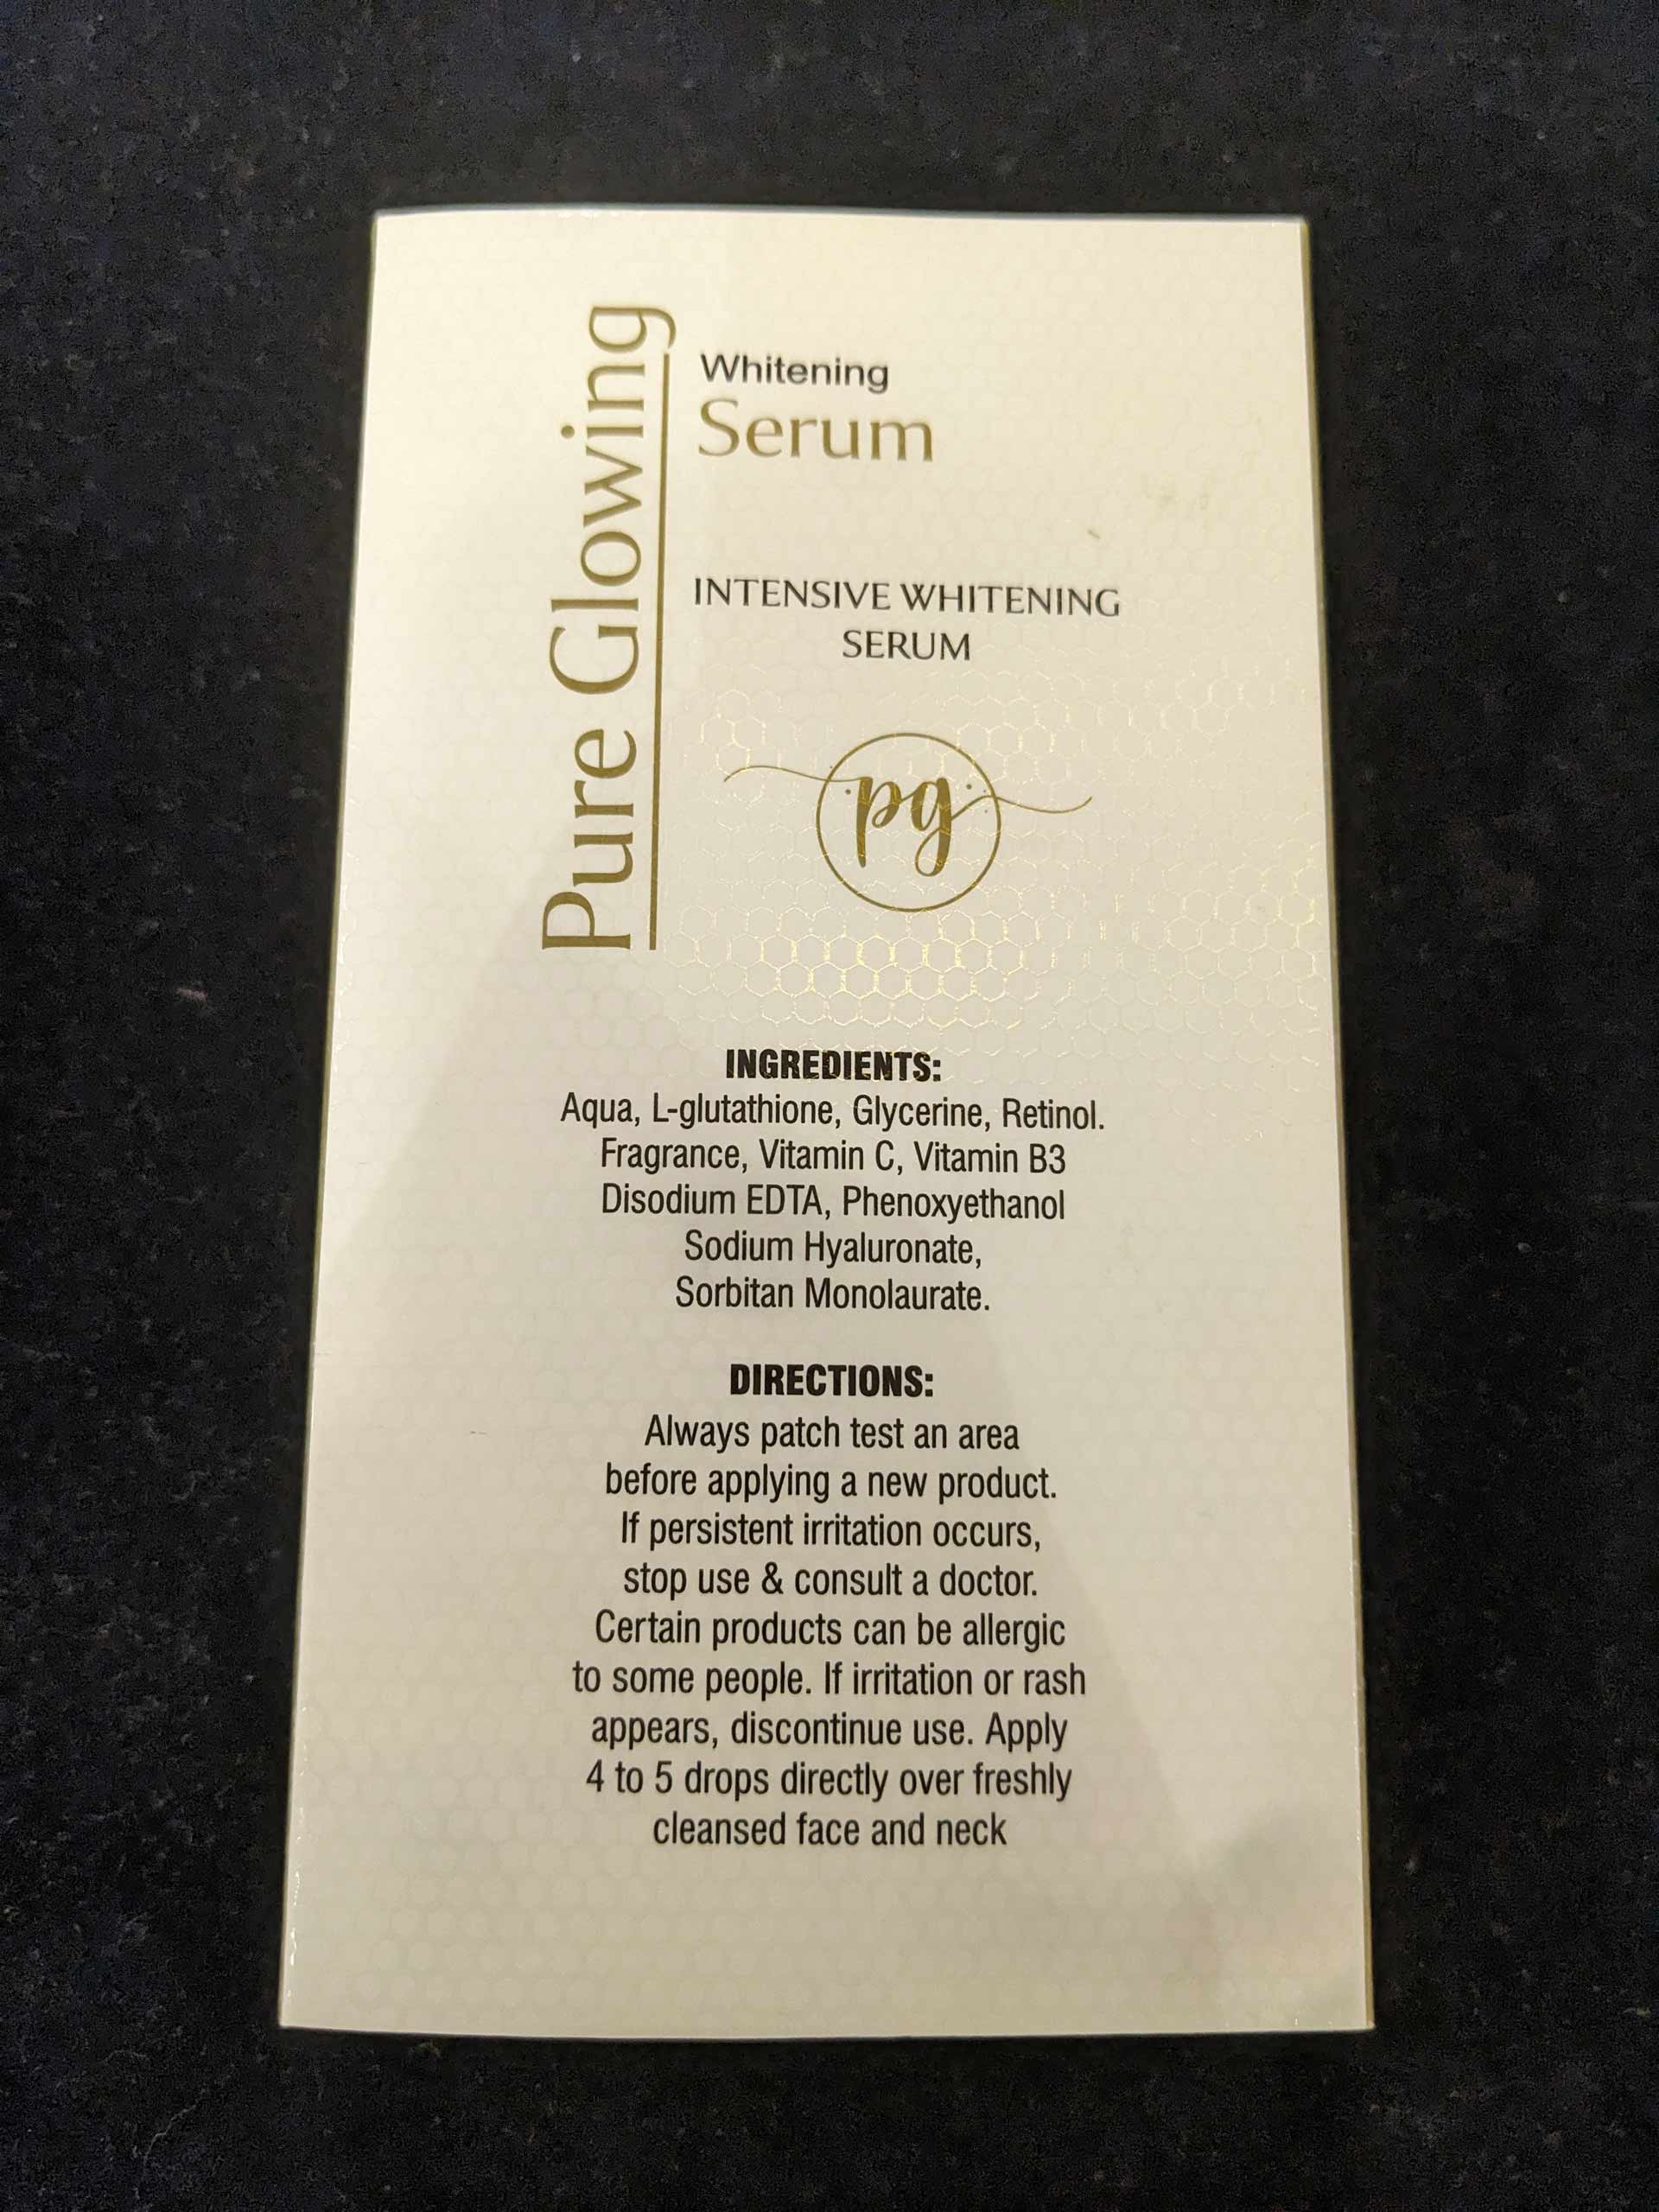 Pure Glowing
Whitening
Serum
INTENSIVE WHITENING
SERUM
pg
INGREDIENTS:
Aqua, L-glutathione, Glycerine, Retinol.
Fragrance, Vitamin C, Vitamin B3
Disodium EDTA, Phenoxyethanol
Sodium Hyaluronate,
Sorbitan Monolaurate.
DIRECTIONS:
Always patch test an area
before applying a new product.
If persistent irritation occurs,
stop use & consult a doctor.
Certain products can be allergic
to some people. If irritation or rash
appears, discontinue use. Apply
4 to 5 drops directly over freshly
cleansed face and neck